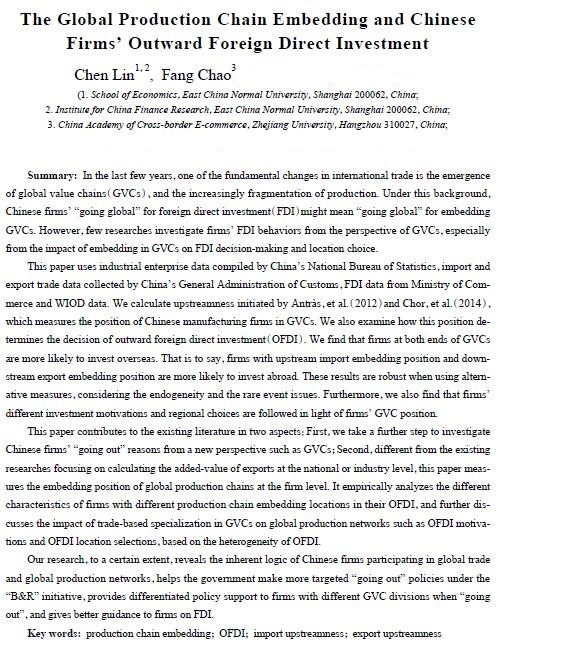 The Global Production Chain Embedding and Chinese
Firms' Outward Foreign Direct Investment
Chen Lin1,2, Fang Chao3
(1. School of Economics, East China Normal University, Shanghai 200062, China;
2. Institute for China Finance Research, East China Normal University, Shanghai 200062, China;
3. China Academy of Cross-border E-commerce, Zhejiang University, Hangzhou 310027, China;
Summary: In the last few years, one of the fundamental changes in international trade is the emergence
of global value chains(GVCs), and the increasingly fragmentation of production. Under this background,
Chinese firms' "going global" for foreign direct investment(FDI)might mean "going global" for embedding
GVCs. However, few researches investigate firms' FDI behaviors from the perspective of GVCs, especially
from the impact of embedding in GVCs on FDI decision-making and location choice.
This paper uses industrial enterprise data compiled by China's National Bureau of Statistics, import and
export trade data collected by China's General Administration of Customs, FDI data from Ministry of Com-
merce and WIOD data. We calculate upstreamness initiated by Antràs, et al.(2012)and Chor, et al.(2014),
which measures the position of Chinese manufacturing firms in GVCs. We also examine how this position de-
termines the decision of outward foreign direct investment(OFDI). We find that firms at both ends of GVCs
are more likely to invest overseas. That is to say, firms with upstream import embedding position and down-
stream export embedding position are more likely to invest abroad. These results are robust when using altern-
ative measures, considering the endogeneity and the rare event issues. Furthermore, we also find that firms'
different investment motivations and regional choices are followed in light of firms' GVC position.
This paper contributes to the existing literature in two aspects: First, we take a further step to investigate
Chinese firms' "going out" reasons from a new perspective such as GVCs; Second, different from the existing
researches focusing on calculating the added-value of exports at the national or industry level, this paper meas-
ures the embedding position of global production chains at the firm level. It empirically analyzes the different
characteristics of firms with different production chain embedding locations in their OFDI, and further dis-
cusses the impact of trade-based specialization in GVCs on global production networks such as OFDI motiva-
tions and OFDI location selections, based on the heterogeneity of OFDI.
Our research, to a certain extent, reveals the inherent logic of Chinese firms participating in global trade
and global production networks, helps the government make more targeted "going out" policies under the
"B&R" initiative, provides differentiated policy support to firms with different GVC divisions when "going
out", and gives better guidance to firms on FDI.
Key words: production chain embedding; OFDI; import upstreamness; export upstreamness